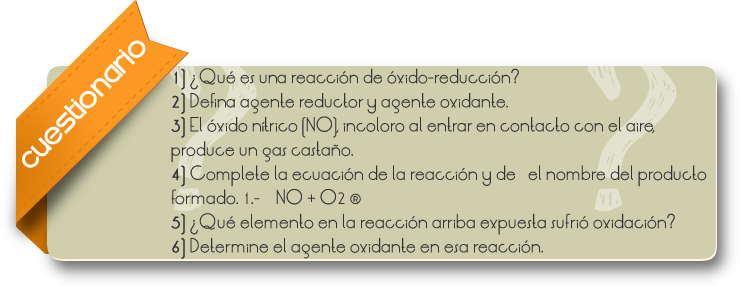 cuestionario
1] ¿Qué es una reacción de óxido-reducción?
2] Defina agente reductor y agente oxidante.
3] El óxido nítrico [NO], incoloro al entrar en contacto con el aire,
produce un gas castaño.
4] Complete la ecuación de la reacción y de   el nombre del producto
formado. 1.-   NO + O2 ®
5] ¿Qué elemento en la reacción arriba expuesta sufrió oxidación?
6] Determine el agente oxidante en esa reacción.